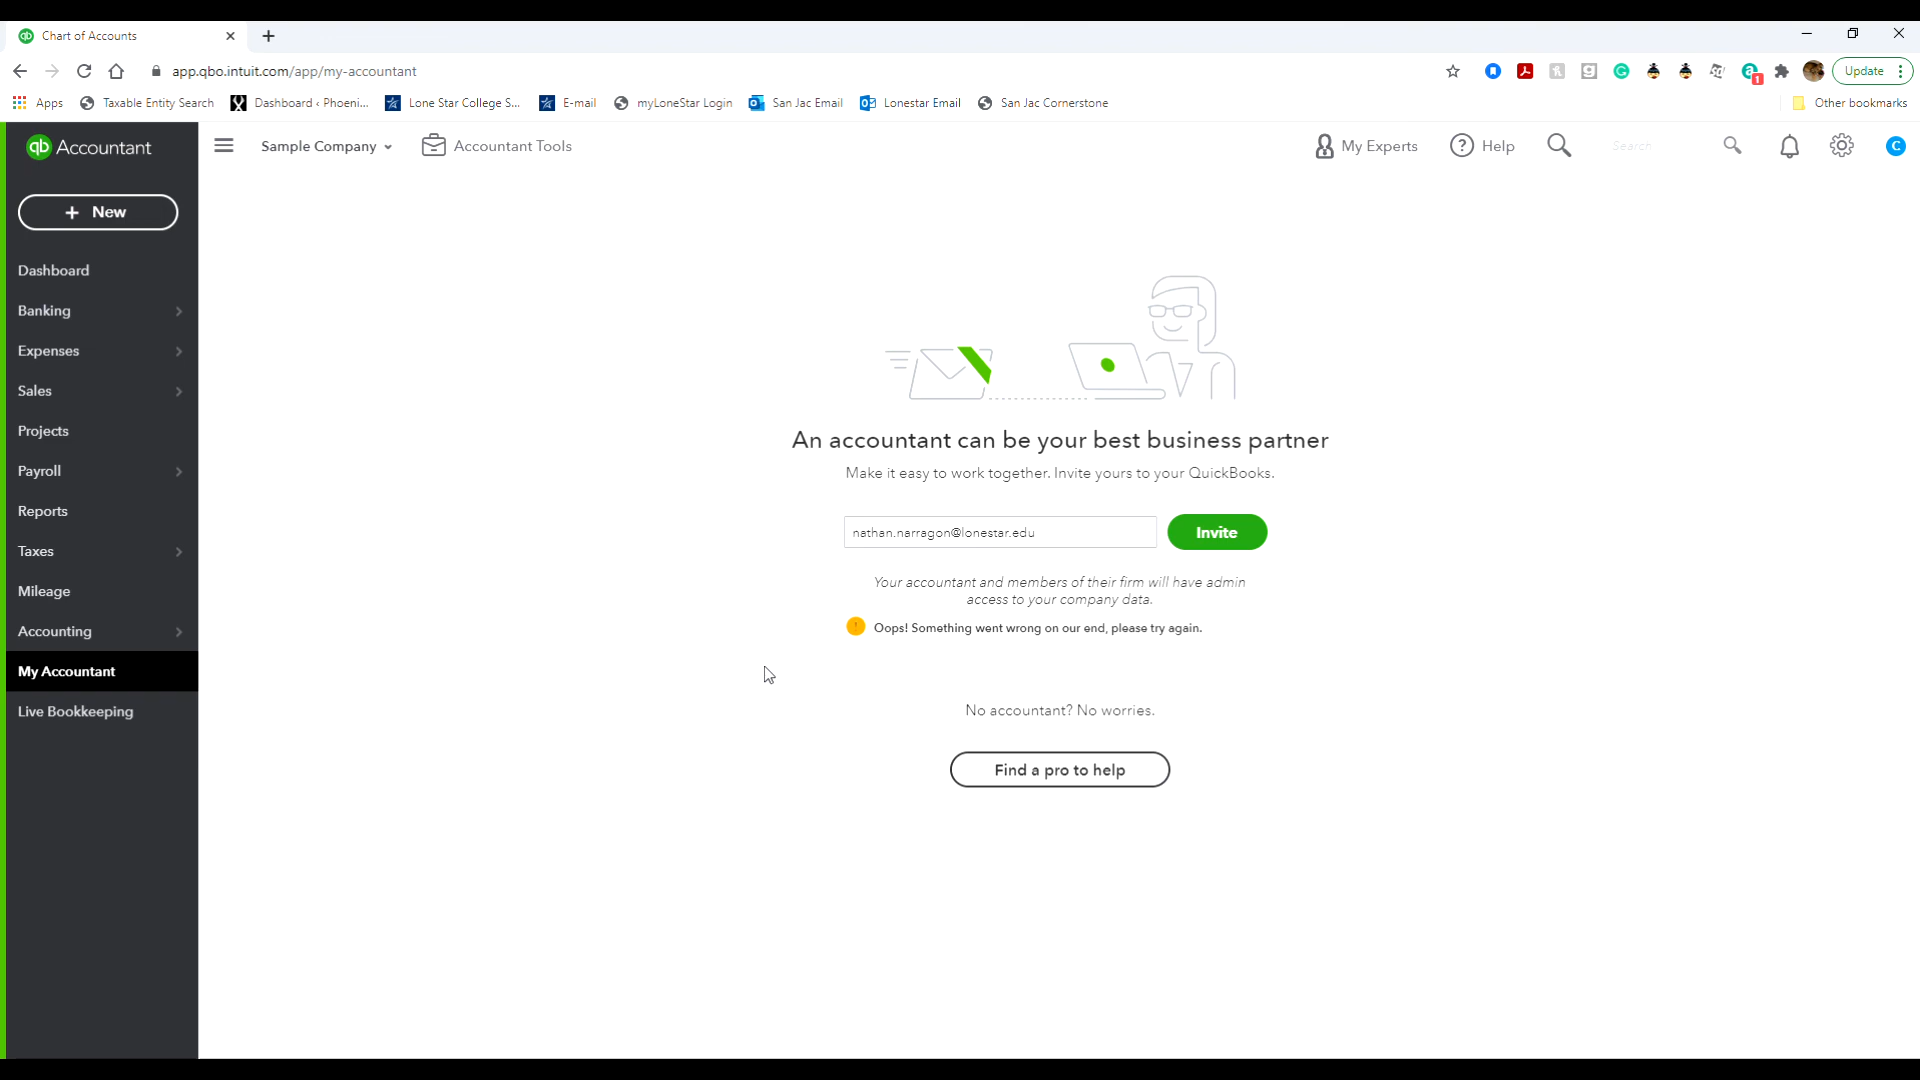 Chart of Accounts
app.qbo.intuit.com/app/my-accountant
Update
Apps
Taxable Entity Search
Dashboard ‹ Phoeni...
Lone Star College S...
E-mail
myLoneStar Login
San Jac Email
Lonestar Email
San Jac Cornerstone
Other bookmarks
qb Accountant
Sample Company
Accountant Tools
My Experts
Help
Search
C
+ New
Dashboard
Banking
Expenses
Sales
Projects
Payroll
Reports
Taxes
Mileage
Accounting
My Accountant
Live Bookkeeping
An accountant can be your best business partner
Make it easy to work together. Invite yours to your QuickBooks.
nathan.narragon@lonestar.edu
Invite
Your accountant and members of their firm will have admin
access to your company data.
Oops! Something went wrong on our end, please try again.
No accountant? No worries.
Find a pro to help